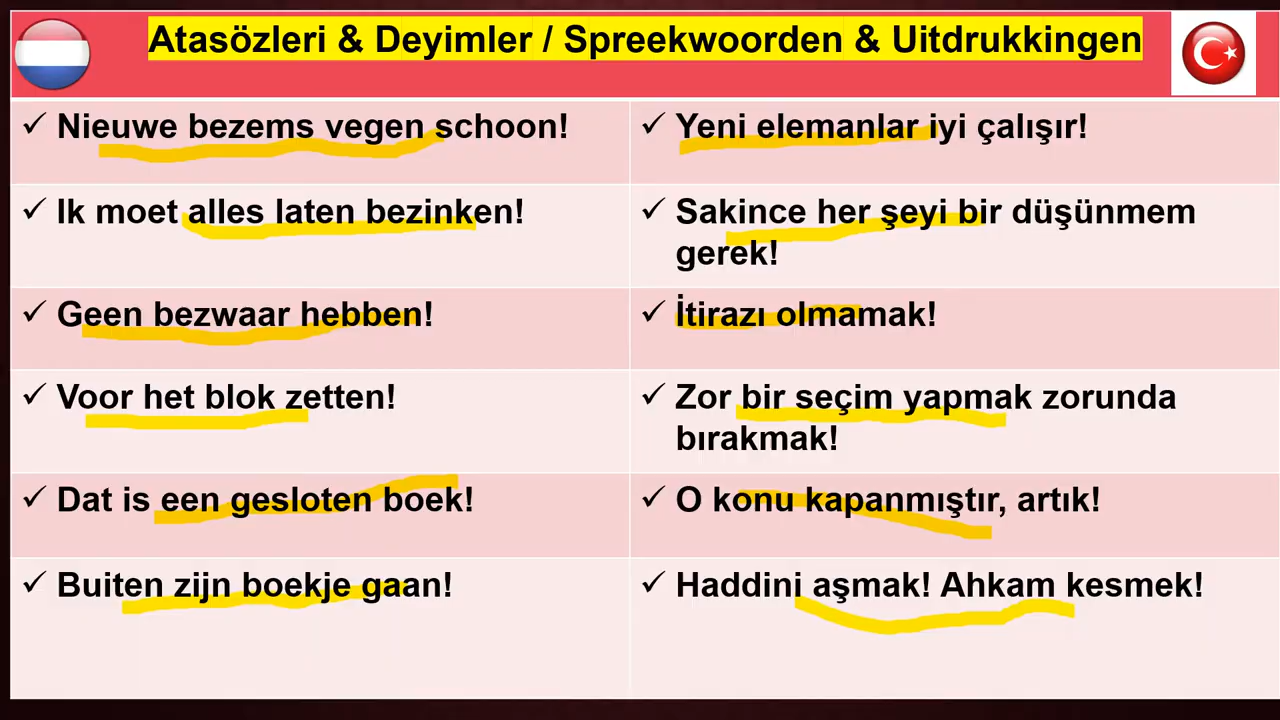 Atasözleri & Deyimler / Spreekwoorden & Uitdrukkingen
✓ Nieuwe bezems vegen schoon!
✓ Yeni elemanlar iyi çalışır!
✓ Ik moet alles laten bezinken!
✓ Sakince her şeyi bir düşünmem
gerek!
✓ Geen bezwaar hebben!
✓ İtirazı olmamak!
✓ Voor het blok zetten!
✓ Zor bir seçim yapmak zorunda
bırakmak!
✓ Dat is een gesloten boek!
✓ O konu kapanmıştır, artık!
✓ Buiten zijn boekje gaan!
✓ Haddini aşmak! Ahkam kesmek!